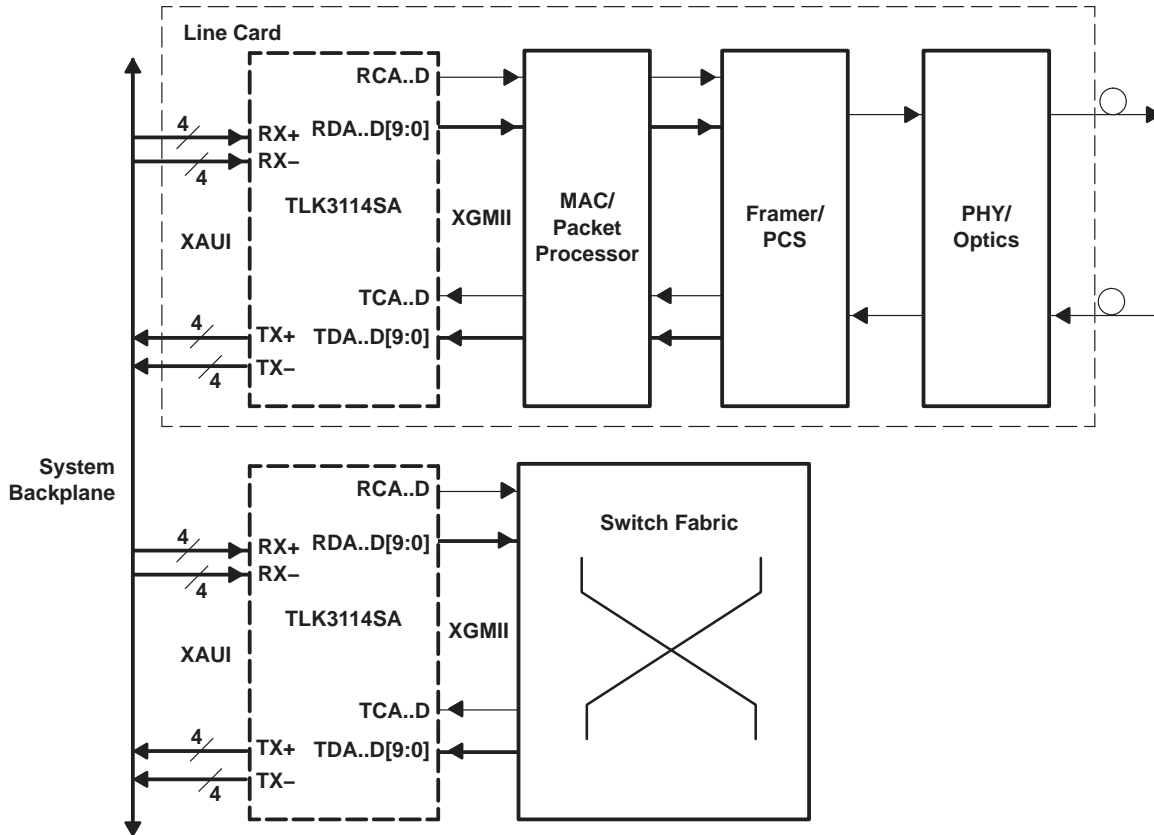 Line Card
RCA..D
4
RX+
RDA..D[9:0]
RX–
4
TLK3114SA
XAUI
XGMII
MAC/
Packet
Processor
Framer/
PCS
PHY/
Optics
TCA..D
4
TX+
TDA..D[9:0]
TX–
4
System
Backplane
RCA..D
Switch Fabric
4
RX+
RDA..D[9:0]
RX–
4
TLK3114SA
XAUI
XGMII
TCA..D
4
TX+
TDA..D[9:0]
TX–
4